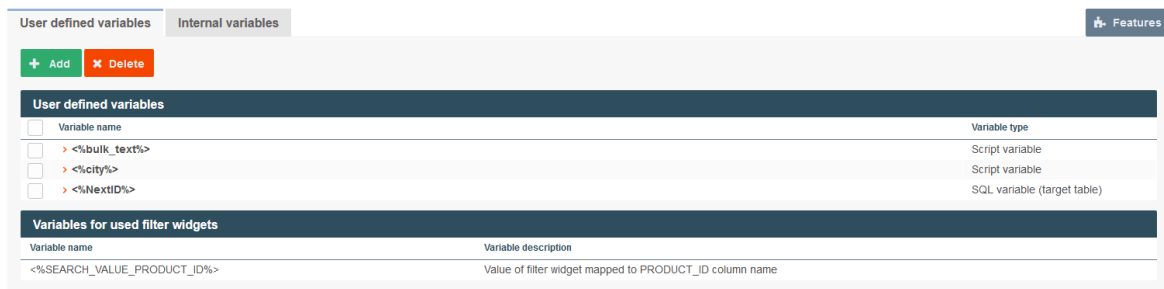 User defined variables Internal variables Features
Add Delete
User defined variables
Variable name Variable type
<%bulk_text%> Script variable
<%city%> Script variable
<%NextID%> SQL variable (target table)
Variables for used filter widgets
Variable name Variable description
<%SEARCH_VALUE_PRODUCT_ID%> Value of filter widget mapped to PRODUCT_ID column name